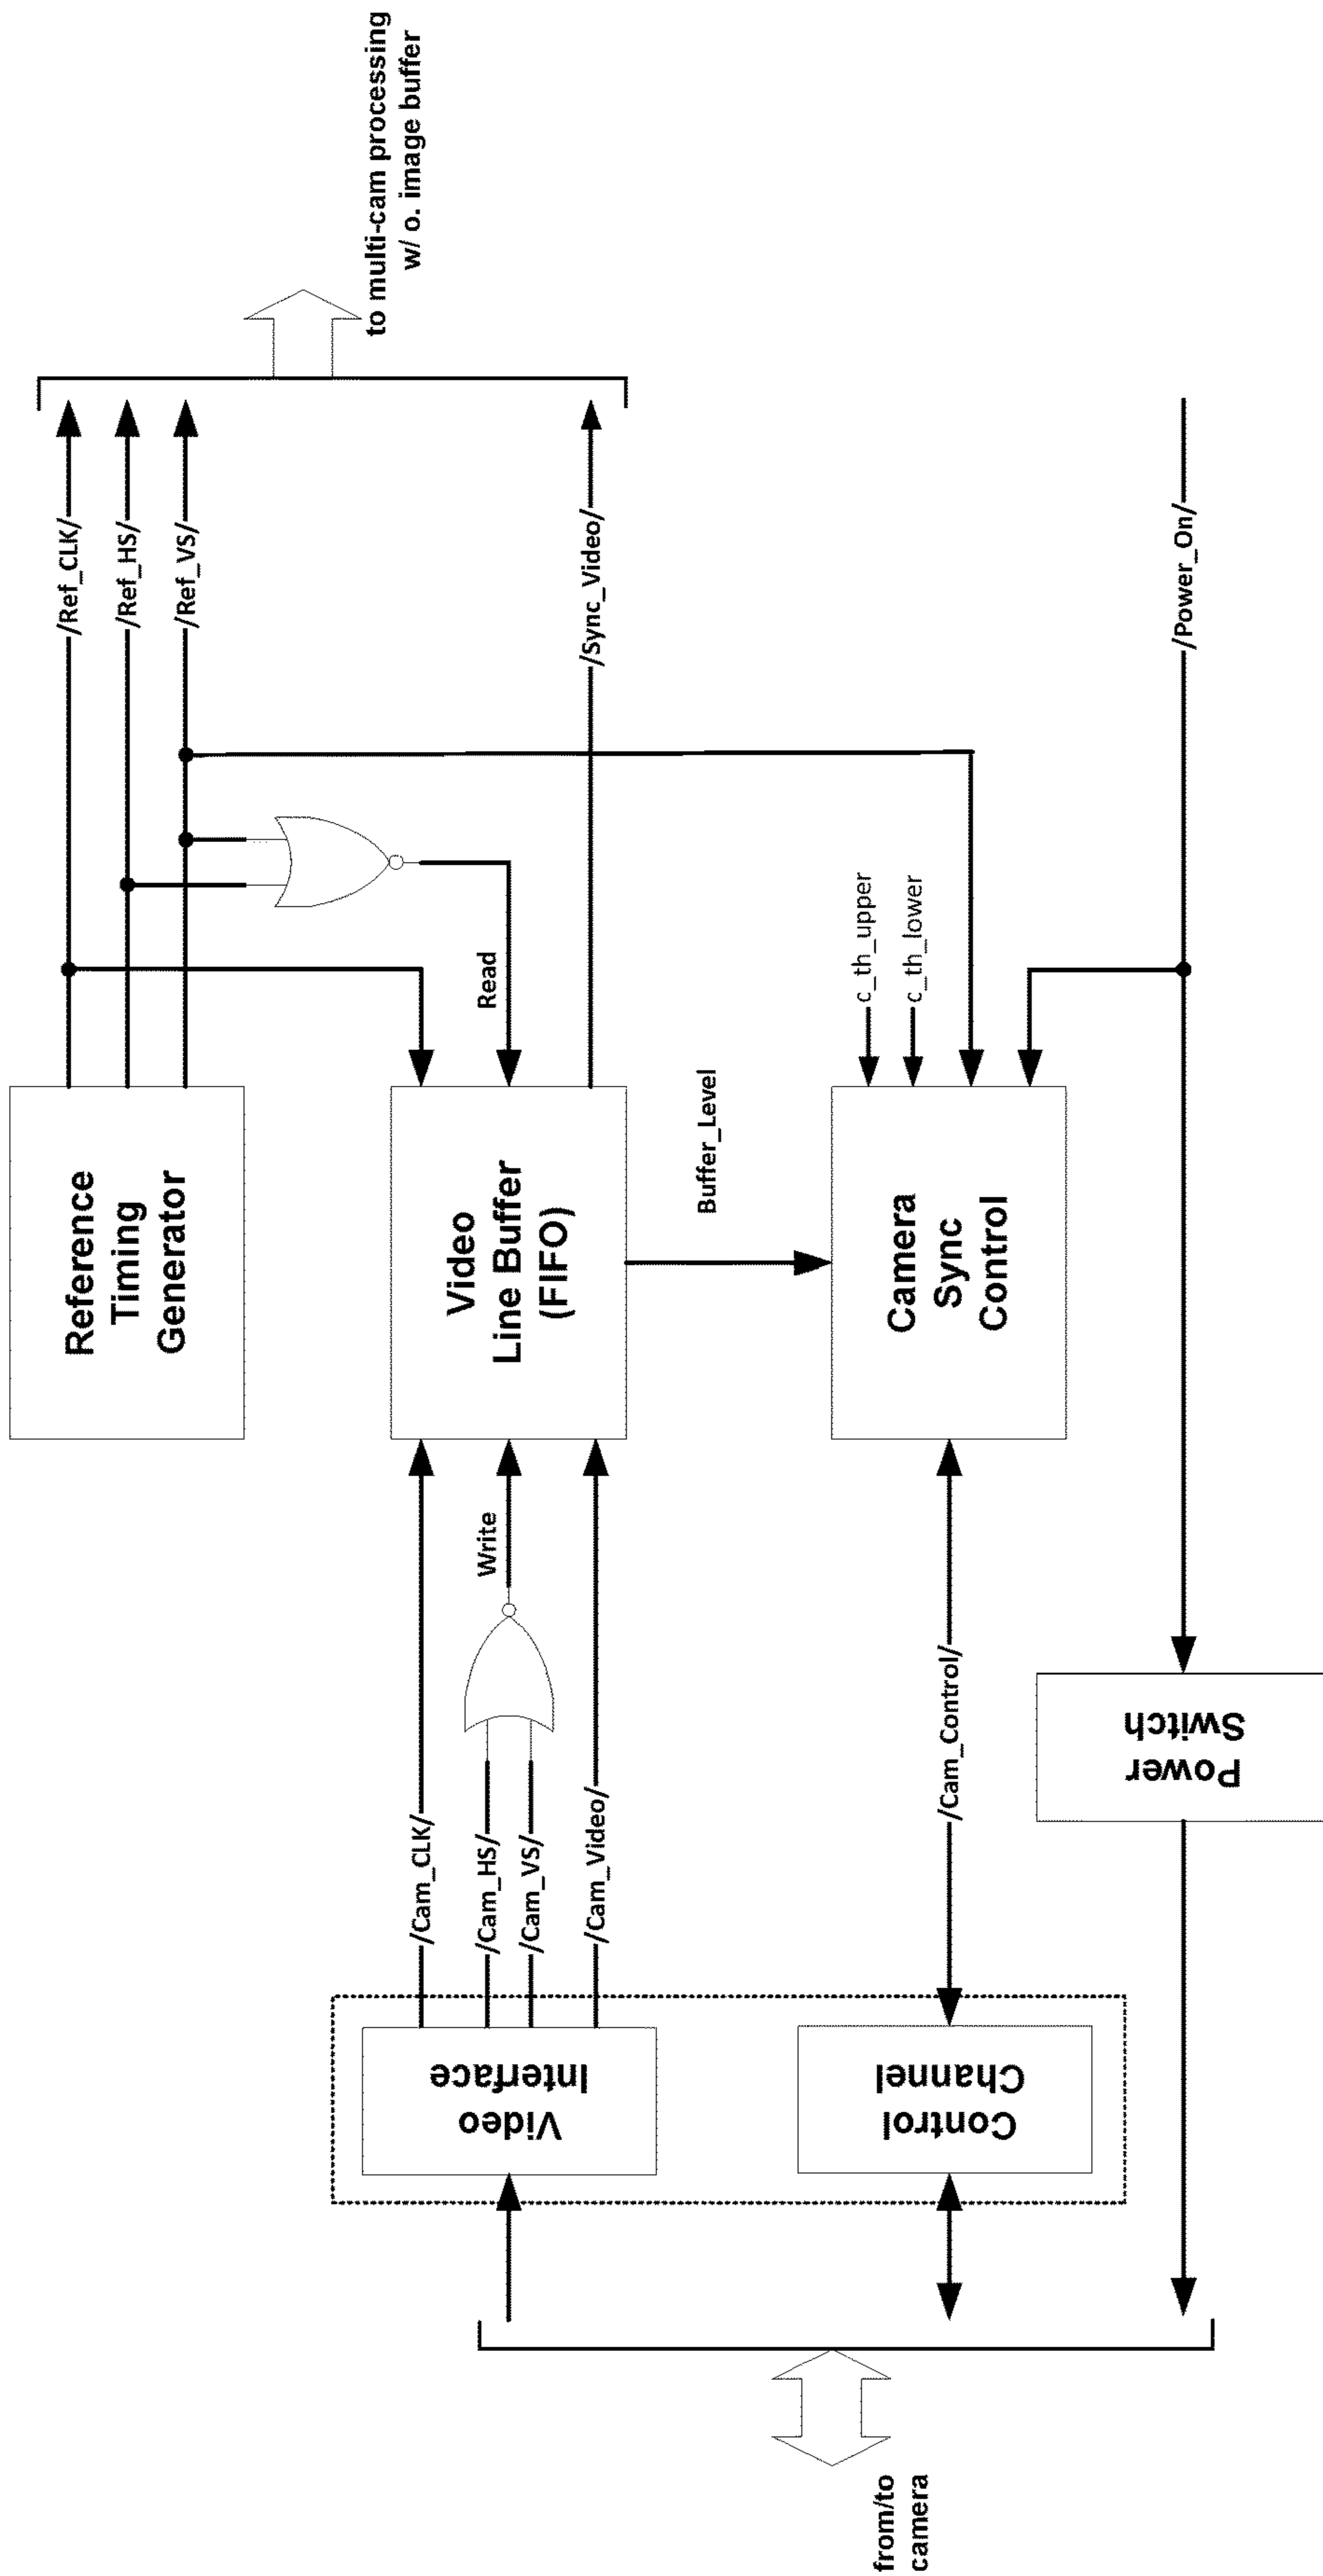 Reference
Timing
Generator
/Ref_CLK/
/Ref_HS/
/Ref_VS/
to multi-cam processing
w/ o. image buffer
Video
Interface
/Cam_CLK/
/Cam_HS/
/Cam_VS/
/Cam_Video/
Write
Video
Line Buffer
(FIFO)
Read
/Sync_Video/
Buffer_Level
from/to
camera
Control
Channel
/Cam_Control/
Camera
Sync
Control
c_th_upper
c_th_lower
Power
Switch
/Power_On/